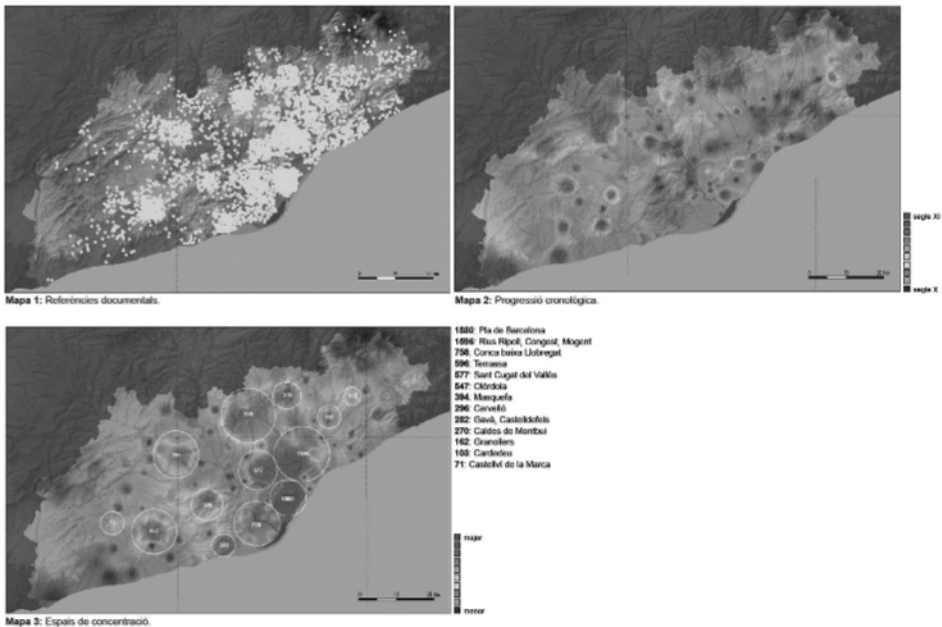 Mapa 1: Referències documentals.
segle XI
segle X
Mapa 2: Progressió cronològica.
1880: Pla de Barcelona
1696: Rius Ripoll, Congost, Mogent
758: Conca baixa Llobregat
596: Terrassa
577: Sant Cugat del Vallès
547: Olèrdola
394: Masquefa
296: Cervelló
282: Gavà, Castelldefels
270: Caldes de Montbui
162: Granollers
103: Cardedeu
71: Castellví de la Marca
major
menor
Mapa 3: Espais de concentració.